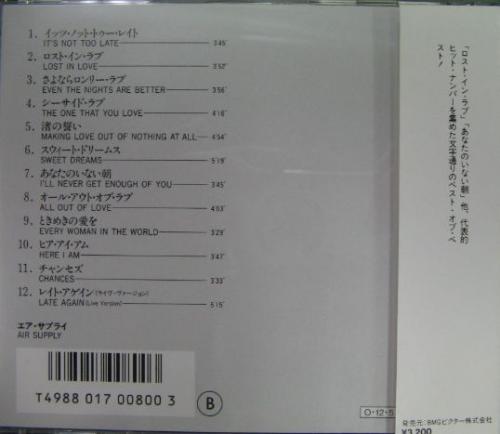 1. イッツ・ノット・トゥー・レイト
IT'S NOT TOO LATE 3'45"
2. ロスト・イン・ラブ
LOST IN LOVE 3'52"
3. さよならロンリー・ラブ
EVEN THE NIGHTS ARE BETTER 3'56"
4. シーサイド・ラブ
THE ONE THAT YOU LOVE 4'16"
5. 渚の誓い
MAKING LOVE OUT OF NOTHING AT ALL 4'54"
6. スウィート・ドリームス
SWEET DREAMS 5'19"
7. あなたのいない朝
I'LL NEVER GET ENOUGH OF YOU 3'45"
8. オール・アウト・オブ・ラブ
ALL OUT OF LOVE 4'53"
9. ときめきの愛を
EVERY WOMAN IN THE WORLD 3'29"
10. ヒア・アイ・アム
HERE I AM 3'47"
11. チャンセズ
CHANCES 3'33"
12. レイト・アゲイン(ライヴ・ヴァージョン)
LATE AGAIN (Live Version) 5'15"
エア・サプライ
AIR SUPPLY
T4988 017 00800 3
B
O・12・5
「ロスト・イン・ラブ」「あなたのいない朝」他、代表的
ヒット・ナンバーを集めた文字通りのベスト・オブ・ベ
スト!
発売元:BMGビクター株式会社
¥3,200